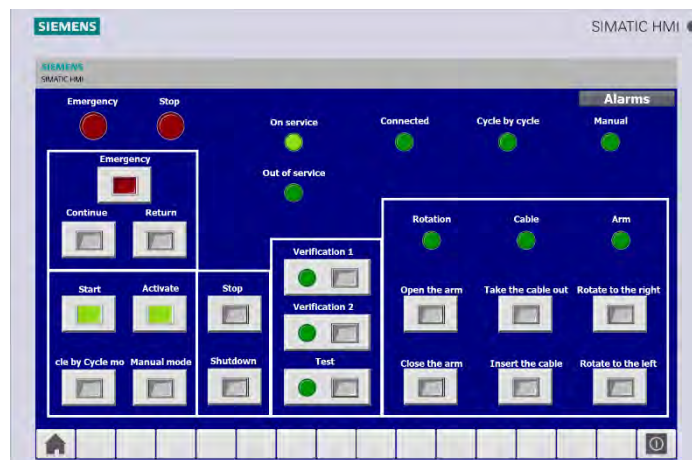 SIEMENS
SIMATIC HMI
SIEMENS
SIMATIC HMI
Alarms
Emergency
Stop
On service
Connected
Cycle by cycle
Manual
Out of service
Emergency
Continue
Return
Rotation
Cable
Arm
Verification 1
Start
Activate
Stop
Open the arm
Take the cable out
Rotate to the right
Verification 2
cle by Cycle mo
Manual mode
Shutdown
Test
Close the arm
Insert the cable
Rotate to the left